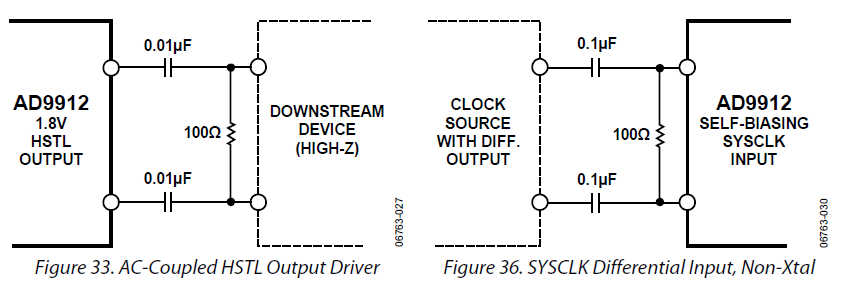 0.01µF
AD9912
1.8V
HSTL
OUTPUT
100Ω
DOWNSTREAM
DEVICE
(HIGH-Z)
0.01µF
06763-027
Figure 33. AC-Coupled HSTL Output Driver
0.1µF
CLOCK
SOURCE
WITH DIFF.
OUTPUT
100Ω
AD9912
SELF-BIASING
SYSCLK
INPUT
0.1µF
06763-030
Figure 36. SYSCLK Differential Input, Non-Xtal